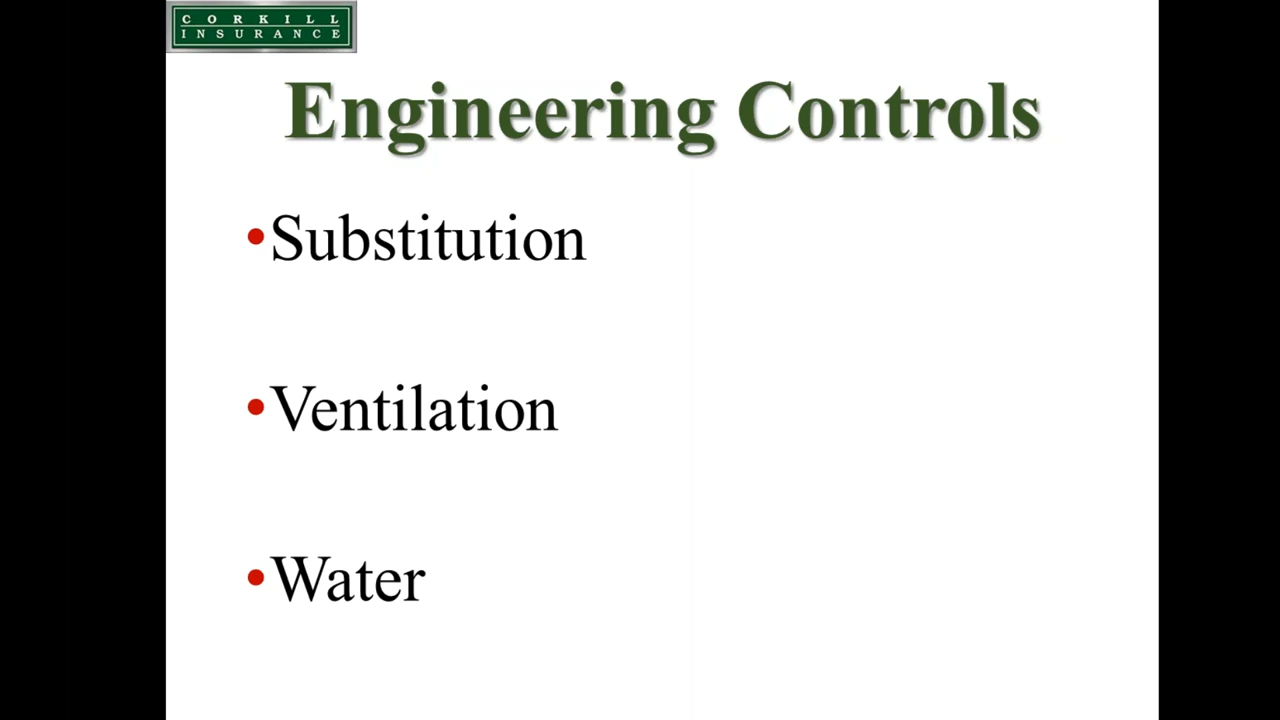 CORKILL
INSURANCE
Engineering Controls
•Substitution
•Ventilation
•Water